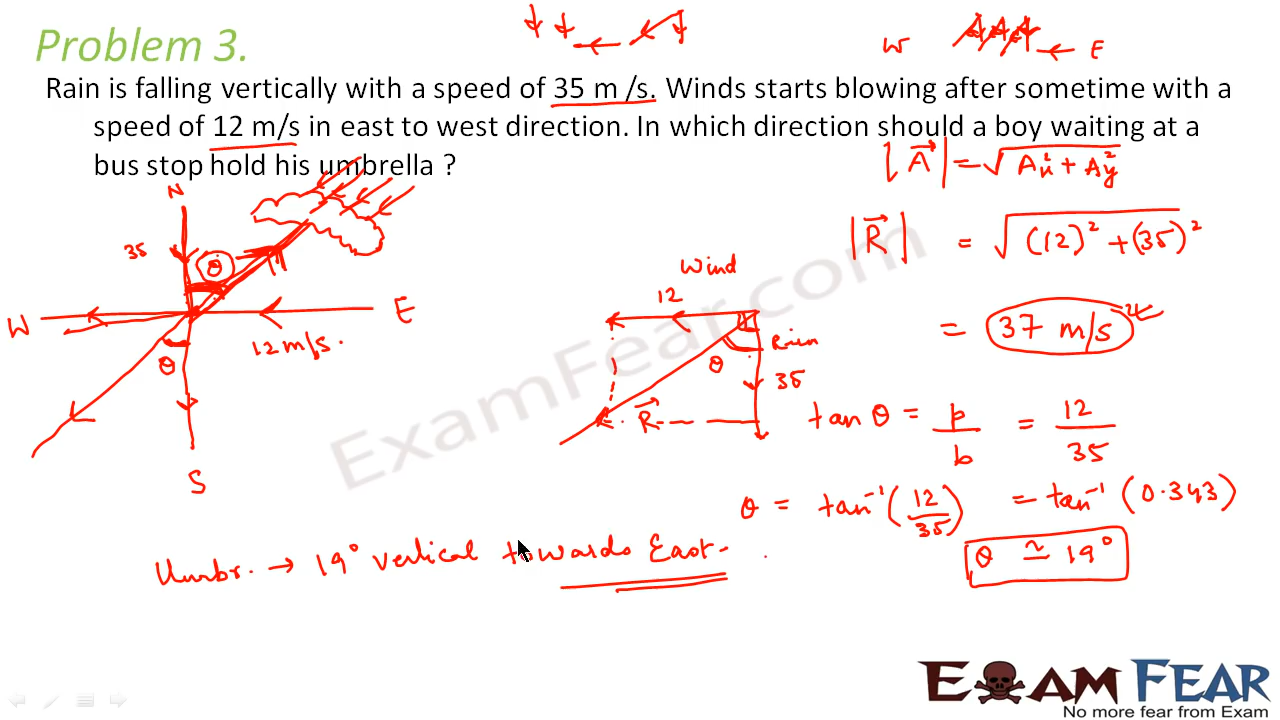 Problem 3.
W E
Rain is falling vertically with a speed of 35 m /s. Winds starts blowing after sometime with a
speed of 12 m/s in east to west direction. In which direction should a boy waiting at a
bus stop hold his umbrella ?
|A| = √Ax² + Ay²
N
35
θ
W E
12 m/s.
θ
S
Wind
12
Rain
θ
35
R
|R| = √(12)² + (35)²
= 37 m/s
tan θ = p/b = 12/35
θ = tan⁻¹(12/35) = tan⁻¹(0.343)
θ ≃ 19°
Umbr. → 19° vertical towards East.
ExamFear.com
EXAM FEAR
No more fear from Exam